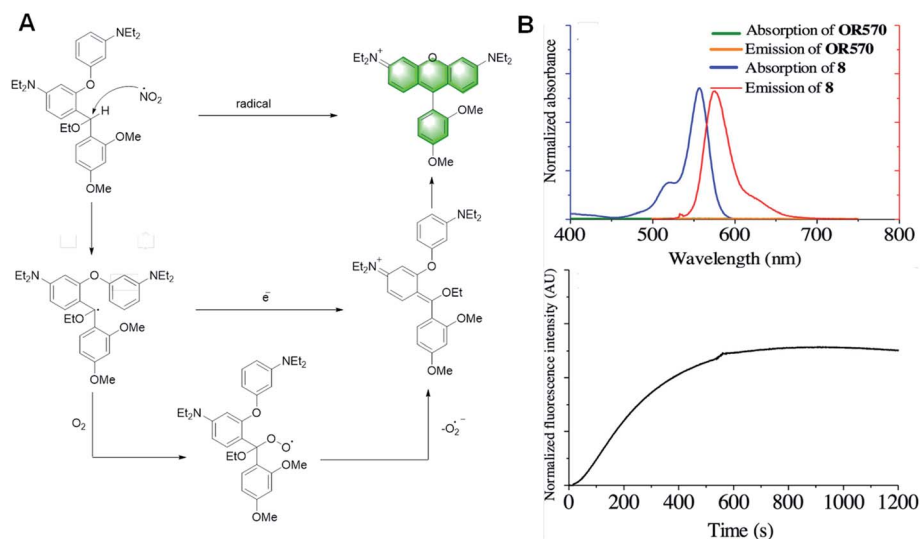 A
NEt₂
O
Et₂N
•NO₂
H
EtO
OMe
OMe
radical
Et₂N⁺
O
NEt₂
OMe
OMe
Et₂N
O
NEt₂
EtO
OMe
OMe
e⁻
NEt₂
O
Et₂N⁺
OEt
OMe
OMe
O₂
NEt₂
Et₂N
O
O
O•
EtO
OMe
OMe
-O₂•⁻
B
Normalized absorbance
Absorption of OR570
Emission of OR570
Absorption of 8
Emission of 8
400 500 600 700 800
Wavelength (nm)
Normalized fluorescence intensity (AU)
0 200 400 600 800 1000 1200
Time (s)